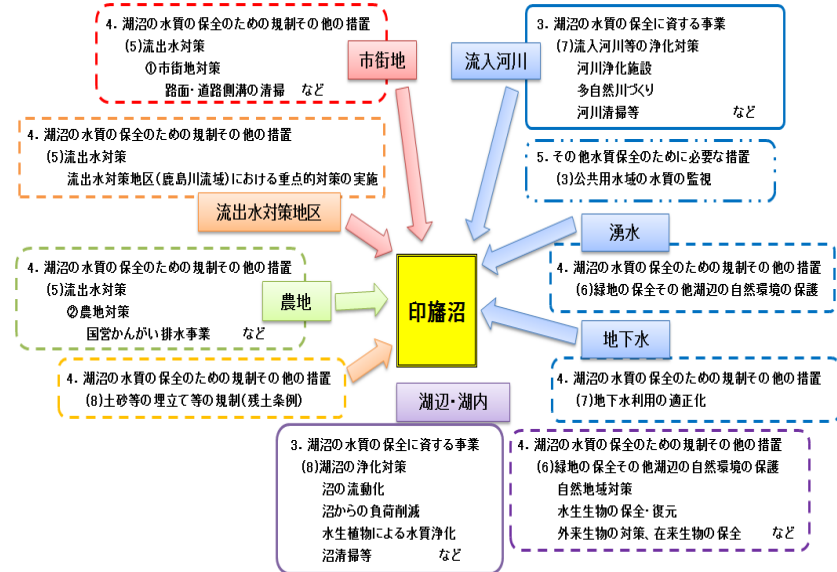 4. 湖沼の水質の保全のための規制その他の措置
(5)流出水対策
①市街地対策
路面・道路側溝の清掃 など
市街地
流入河川
3. 湖沼の水質の保全に資する事業
(7)流入河川等の浄化対策
河川浄化施設
多自然川づくり
河川清掃等 など
4. 湖沼の水質の保全のための規制その他の措置
(5)流出水対策
流出水対策地区(鹿島川流域)における重点的対策の実施
流出水対策地区
5. その他水質保全のために必要な措置
(3)公共用水域の水質の監視
湧水
4. 湖沼の水質の保全のための規制その他の措置
(6)緑地の保全その他湖辺の自然環境の保護
4. 湖沼の水質の保全のための規制その他の措置
(5)流出水対策
②農地対策
国営かんがい排水事業 など
農地
印旛沼
地下水
4. 湖沼の水質の保全のための規制その他の措置
(7)地下水利用の適正化
4. 湖沼の水質の保全のための規制その他の措置
(8)土砂等の埋立て等の規制(残土条例)
湖辺・湖内
3. 湖沼の水質の保全に資する事業
(8)湖沼の浄化対策
沼の流動化
沼からの負荷削減
水生植物による水質浄化
沼清掃等 など
4. 湖沼の水質の保全のための規制その他の措置
(6)緑地の保全その他湖辺の自然環境の保護
自然地域対策
水生生物の保全・復元
外来生物の対策、在来生物の保全 など